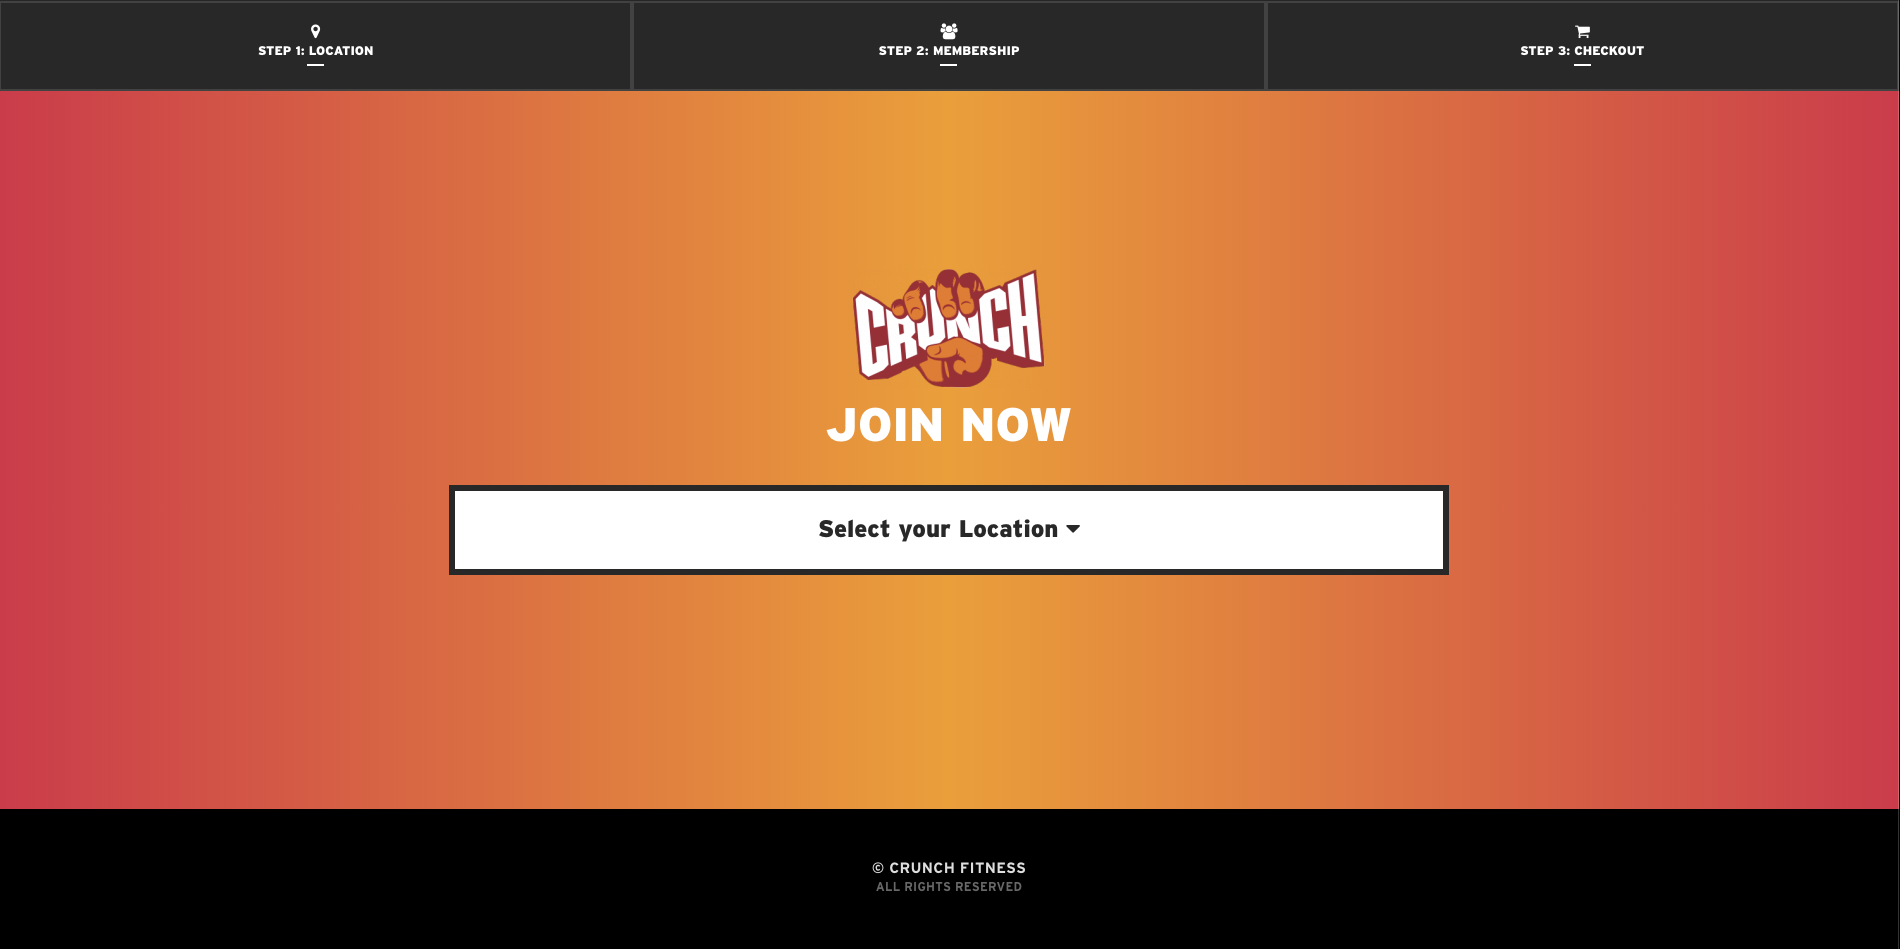 STEP 1: LOCATION
STEP 2: MEMBERSHIP
STEP 3: CHECKOUT
CRUNCH
JOIN NOW
Select your Location
© CRUNCH FITNESS
ALL RIGHTS RESERVED